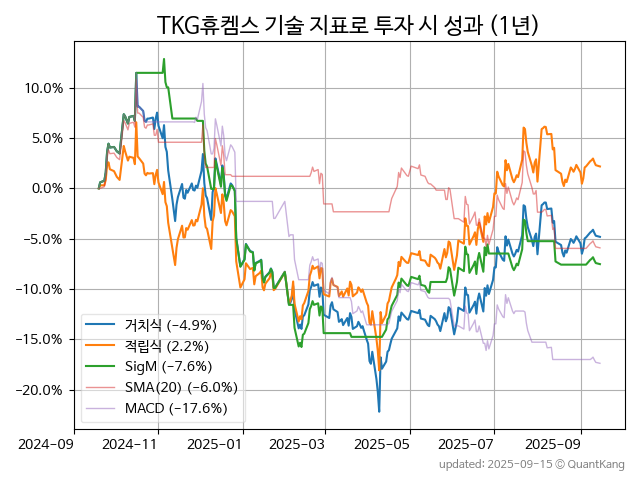 TKG휴켐스 기술 지표로 투자 시 성과 (1년)
10.0%
5.0%
0.0%
−5.0%
−10.0%
−15.0%
−20.0%
거치식 (−4.9%)
적립식 (2.2%)
SigM (−7.6%)
SMA(20) (−6.0%)
MACD (−17.6%)
2024-09 2024-11 2025-01 2025-03 2025-05 2025-07 2025-09
updated: 2025-09-15 © QuantKang